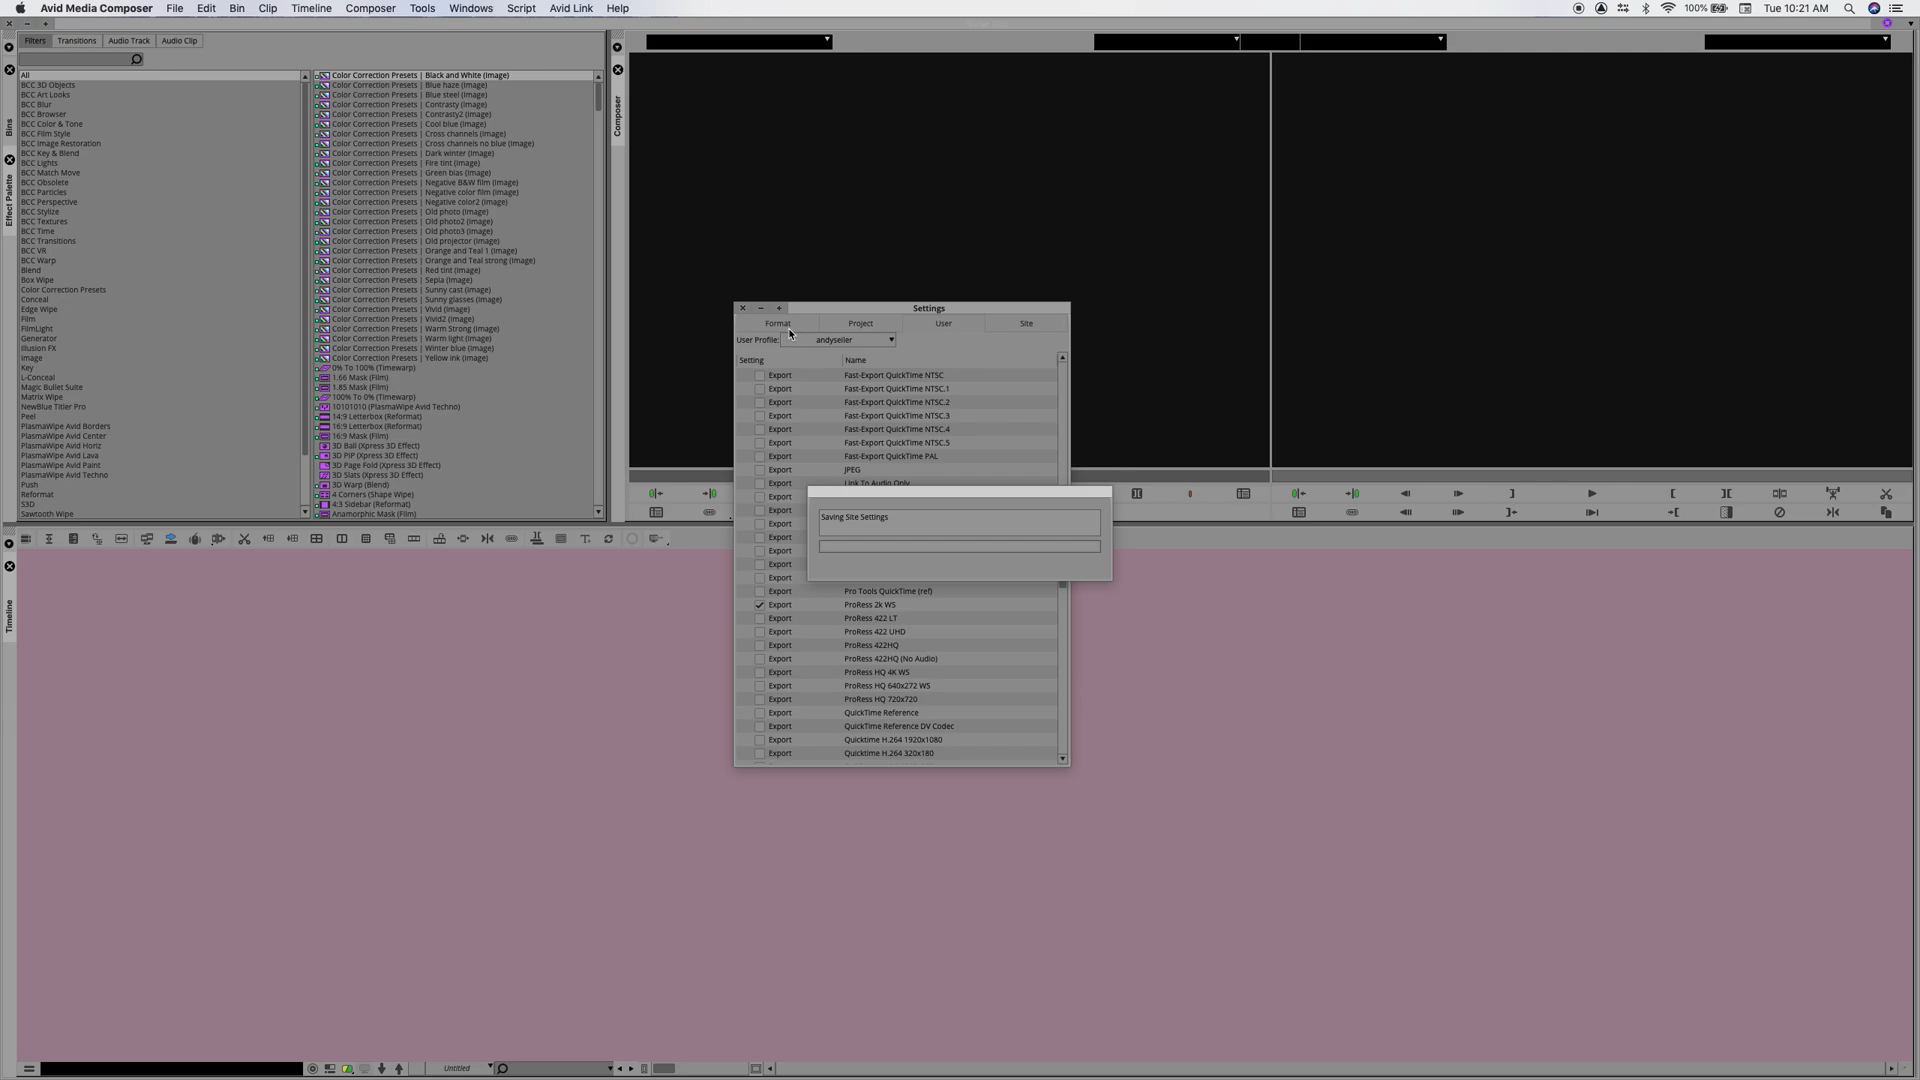 Avid Media Composer File Edit Bin Clip Timeline Composer Tools Windows Script Avid Link Help 100% Tue 10:21 AM
Filters Transitions Audio Track Audio Clip
Bins
Effect Palette
All
BCC 3D Objects
BCC Art Looks
BCC Blur
BCC Browser
BCC Color & Tone
BCC Film Style
BCC Image Restoration
BCC Key & Blend
BCC Lights
BCC Match Move
BCC Obsolete
BCC Particles
BCC Perspective
BCC Stylize
BCC Textures
BCC Time
BCC Transitions
BCC VR
BCC Warp
Blend
Box Wipe
Color Correction Presets
Conceal
Edge Wipe
Film
FilmLight
Generator
Illusion FX
Image
Key
L-Conceal
Magic Bullet Suite
Matrix Wipe
NewBlue Titler Pro
Peel
PlasmaWipe Avid Borders
PlasmaWipe Avid Center
PlasmaWipe Avid Horiz
PlasmaWipe Avid Lava
PlasmaWipe Avid Paint
PlasmaWipe Avid Techno
Push
Reformat
S3D
Sawtooth Wipe
Color Correction Presets | Black and White (Image)
Color Correction Presets | Blue haze (Image)
Color Correction Presets | Blue steel (Image)
Color Correction Presets | Contrasty (Image)
Color Correction Presets | Contrasty2 (Image)
Color Correction Presets | Cool blue (Image)
Color Correction Presets | Cross channels (Image)
Color Correction Presets | Cross channels no blue (Image)
Color Correction Presets | Dark winter (Image)
Color Correction Presets | Fire tint (Image)
Color Correction Presets | Green bias (Image)
Color Correction Presets | Negative B&W film (Image)
Color Correction Presets | Negative color film (Image)
Color Correction Presets | Negative color2 (Image)
Color Correction Presets | Old photo (Image)
Color Correction Presets | Old photo2 (Image)
Color Correction Presets | Old photo3 (Image)
Color Correction Presets | Old projector (Image)
Color Correction Presets | Orange and Teal 1 (Image)
Color Correction Presets | Orange and Teal strong (Image)
Color Correction Presets | Red tint (Image)
Color Correction Presets | Sepia (Image)
Color Correction Presets | Sunny cast (Image)
Color Correction Presets | Sunny glasses (Image)
Color Correction Presets | Vivid (Image)
Color Correction Presets | Vivid2 (Image)
Color Correction Presets | Warm Strong (Image)
Color Correction Presets | Warm light (Image)
Color Correction Presets | Winter blue (Image)
Color Correction Presets | Yellow ink (Image)
0% To 100% (Timewarp)
1.66 Mask (Film)
1.85 Mask (Film)
100% To 0% (Timewarp)
10101010 (PlasmaWipe Avid Techno)
14:9 Letterbox (Reformat)
16:9 Letterbox (Reformat)
16:9 Mask (Film)
3D Ball (Xpress 3D Effect)
3D PIP (Xpress 3D Effect)
3D Page Fold (Xpress 3D Effect)
3D Slats (Xpress 3D Effect)
3D Warp (Blend)
4 Corners (Shape Wipe)
4:3 Sidebar (Reformat)
Anamorphic Mask (Film)
Composer
Settings
Format Project User Site
User Profile: andyseiler
Setting Name
Export Fast-Export QuickTime NTSC
Export Fast-Export QuickTime NTSC.1
Export Fast-Export QuickTime NTSC.2
Export Fast-Export QuickTime NTSC.3
Export Fast-Export QuickTime NTSC.4
Export Fast-Export QuickTime NTSC.5
Export Fast-Export QuickTime PAL
Export JPEG
Export Link To Audio Only
Export
Export
Export
Export
Export
Export
Export
Saving Site Settings
Export Pro Tools QuickTime (ref)
Export ProRess 2k WS
Export ProRess 422 LT
Export ProRess 422 UHD
Export ProRess 422HQ
Export ProRess 422HQ (No Audio)
Export ProRess HQ 4K WS
Export ProRess HQ 640x272 WS
Export ProRess HQ 720x720
Export QuickTime Reference
Export QuickTime Reference DV Codec
Export Quicktime H.264 1920x1080
Export Quicktime H.264 320x180
Timeline
Untitled